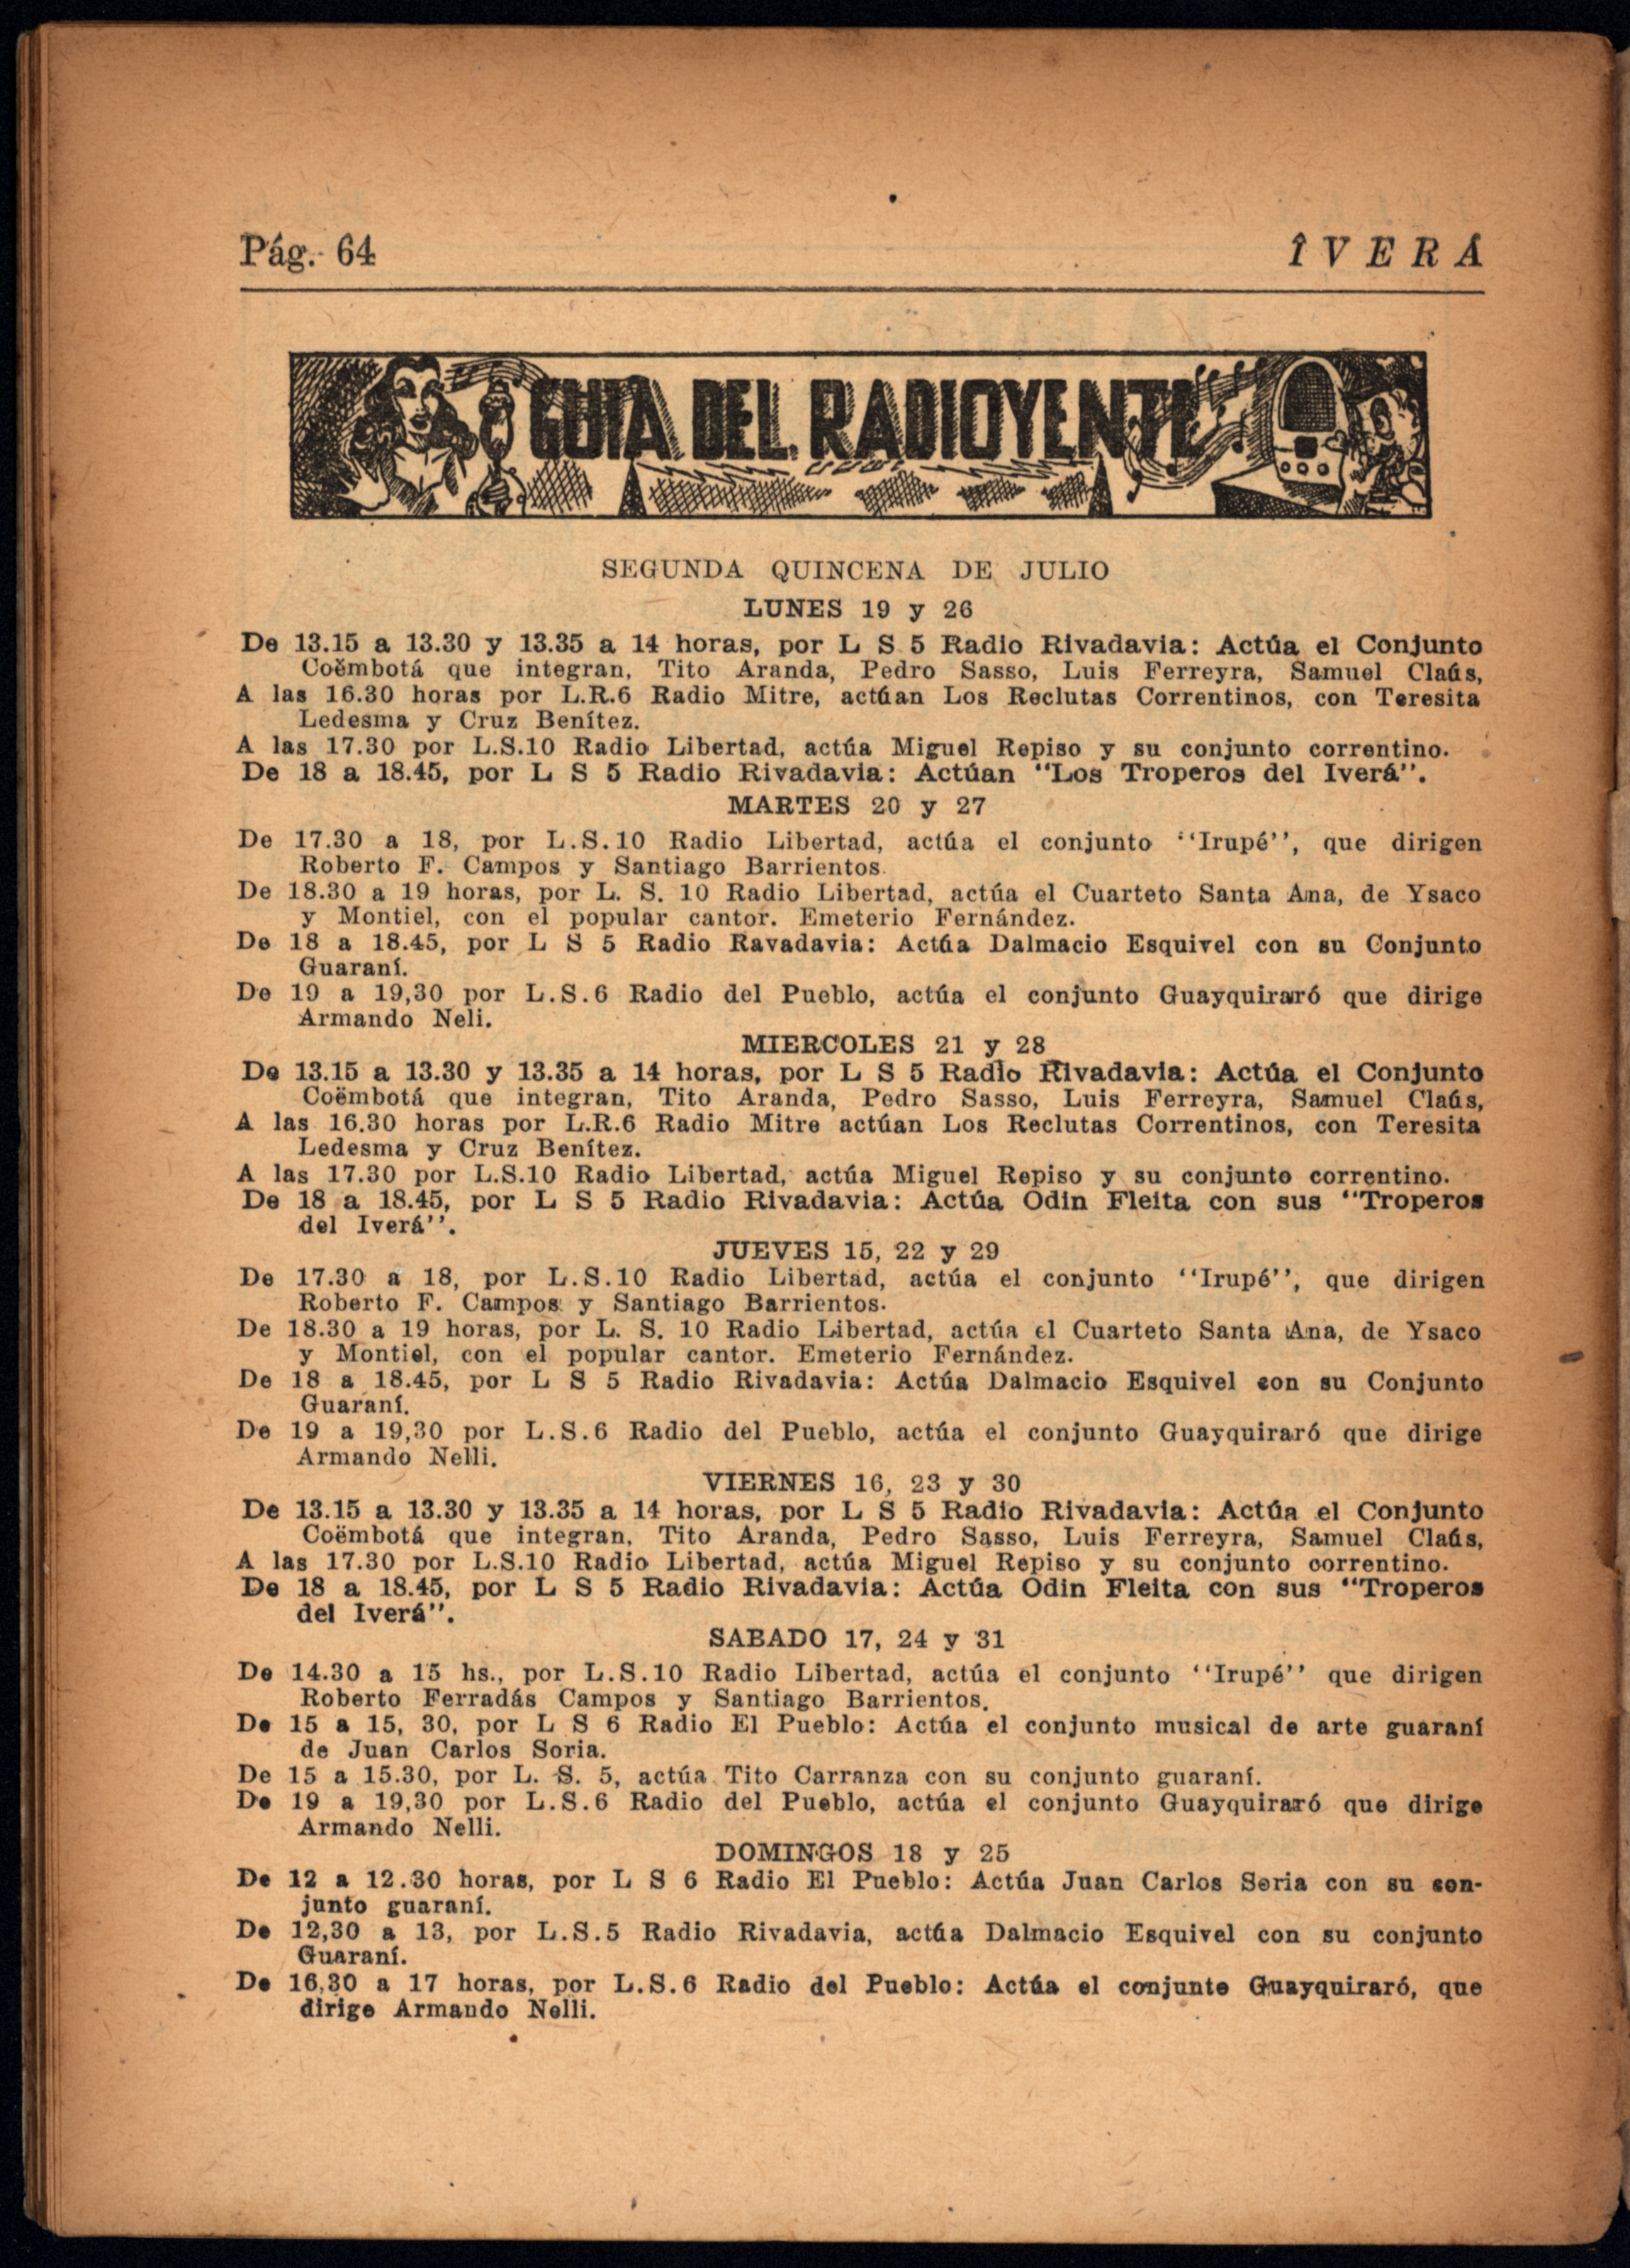 Pág. 64
ÎVERÁ
GUIA DEL RADIOYENTE
SEGUNDA QUINCENA DE JULIO
LUNES 19 y 26
De 13.15 a 13.30 y 13.35 a 14 horas, por L S 5 Radio Rivadavia: Actúa el Conjunto
Coëmbotá que integran, Tito Aranda, Pedro Sasso, Luis Ferreyra, Samuel Claús,
A las 16.30 horas por L.R.6 Radio Mitre, actúan Los Reclutas Correntinos, con Teresita
Ledesma y Cruz Benítez.
A las 17.30 por L.S.10 Radio Libertad, actúa Miguel Repiso y su conjunto correntino.
De 18 a 18.45, por L S 5 Radio Rivadavia: Actúan "Los Troperos del Iverá".
MARTES 20 y 27
De 17.30 a 18, por L.S.10 Radio Libertad, actúa el conjunto "Irupé", que dirigen
Roberto F. Campos y Santiago Barrientos.
De 18.30 a 19 horas, por L. S. 10 Radio Libertad, actúa el Cuarteto Santa Ana, de Ysaco
y Montiel, con el popular cantor. Emeterio Fernández.
De 18 a 18.45, por L S 5 Radio Ravadavia: Actúa Dalmacio Esquivel con su Conjunto
Guaraní.
De 19 a 19,30 por L.S.6 Radio del Pueblo, actúa el conjunto Guayquiraró que dirige
Armando Neli.
MIERCOLES 21 y 28
De 13.15 a 13.30 y 13.35 a 14 horas, por L S 5 Radio Rivadavia: Actúa el Conjunto
Coëmbotá que integran, Tito Aranda, Pedro Sasso, Luis Ferreyra, Samuel Claús,
A las 16.30 horas por L.R.6 Radio Mitre actúan Los Reclutas Correntinos, con Teresita
Ledesma y Cruz Benítez.
A las 17.30 por L.S.10 Radio Libertad, actúa Miguel Repiso y su conjunto correntino.
De 18 a 18.45, por L S 5 Radio Rivadavia: Actúa Odin Fleita con sus "Troperos
del Iverá".
JUEVES 15, 22 y 29
De 17.30 a 18, por L.S.10 Radio Libertad, actúa el conjunto "Irupé", que dirigen
Roberto F. Campos y Santiago Barrientos.
De 18.30 a 19 horas, por L. S. 10 Radio Libertad, actúa el Cuarteto Santa Ana, de Ysaco
y Montiel, con el popular cantor. Emeterio Fernández.
De 18 a 18.45, por L S 5 Radio Rivadavia: Actúa Dalmacio Esquivel con su Conjunto
Guaraní.
De 19 a 19,30 por L.S.6 Radio del Pueblo, actúa el conjunto Guayquiraró que dirige
Armando Nelli.
VIERNES 16, 23 y 30
De 13.15 a 13.30 y 13.35 a 14 horas, por L S 5 Radio Rivadavia: Actúa el Conjunto
Coëmbotá que integran, Tito Aranda, Pedro Sasso, Luis Ferreyra, Samuel Claús,
A las 17.30 por L.S.10 Radio Libertad, actúa Miguel Repiso y su conjunto correntino.
De 18 a 18.45, por L S 5 Radio Rivadavia: Actúa Odin Fleita con sus "Troperos
del Iverá".
SABADO 17, 24 y 31
De 14.30 a 15 hs., por L.S.10 Radio Libertad, actúa el conjunto "Irupé" que dirigen
Roberto Ferradás Campos y Santiago Barrientos.
De 15 a 15, 30, por L S 6 Radio El Pueblo: Actúa el conjunto musical de arte guaraní
de Juan Carlos Soria.
De 15 a 15.30, por L. S. 5, actúa Tito Carranza con su conjunto guaraní.
De 19 a 19,30 por L.S.6 Radio del Pueblo, actúa el conjunto Guayquiraró que dirige
Armando Nelli.
DOMINGOS 18 y 25
De 12 a 12.30 horas, por L S 6 Radio El Pueblo: Actúa Juan Carlos Soria con su con-
junto guaraní.
De 12,30 a 13, por L.S.5 Radio Rivadavia, actúa Dalmacio Esquivel con su conjunto
Guaraní.
De 16,30 a 17 horas, por L.S.6 Radio del Pueblo: Actúa el conjunto Guayquiraró, que
dirige Armando Nelli.